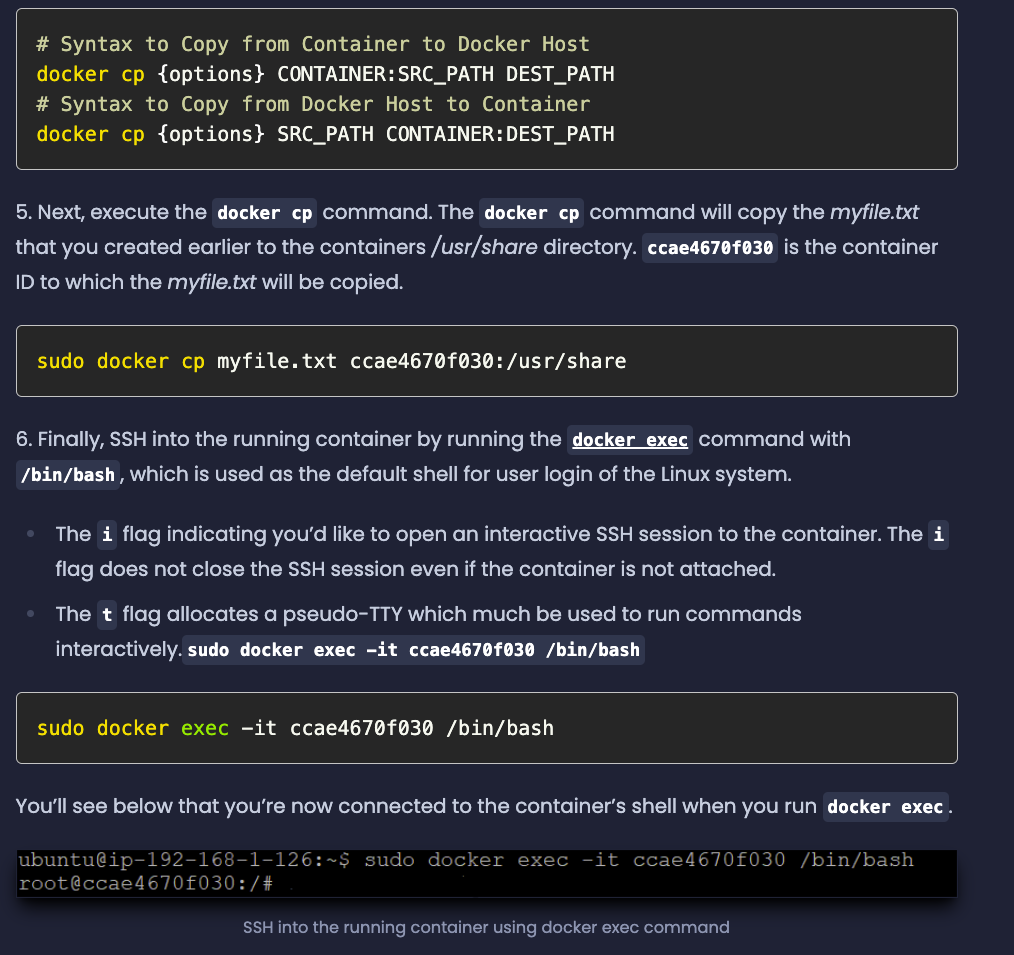 # Syntax to Copy from Container to Docker Host
docker cp {options} CONTAINER:SRC_PATH DEST_PATH
# Syntax to Copy from Docker Host to Container
docker cp {options} SRC_PATH CONTAINER:DEST_PATH
5. Next, execute the docker cp command. The docker cp command will copy the myfile.txt
that you created earlier to the containers /usr/share directory. ccae4670f030 is the container
ID to which the myfile.txt will be copied.
sudo docker cp myfile.txt ccae4670f030:/usr/share
6. Finally, SSH into the running container by running the docker exec command with
/bin/bash, which is used as the default shell for user login of the Linux system.
The i flag indicating you’d like to open an interactive SSH session to the container. The i
flag does not close the SSH session even if the container is not attached.
The t flag allocates a pseudo-TTY which much be used to run commands
interactively. sudo docker exec -it ccae4670f030 /bin/bash
sudo docker exec -it ccae4670f030 /bin/bash
You’ll see below that you’re now connected to the container’s shell when you run docker exec.
ubuntu@ip-192-168-1-126:~$ sudo docker exec -it ccae4670f030 /bin/bash
root@ccae4670f030:/#
SSH into the running container using docker exec command